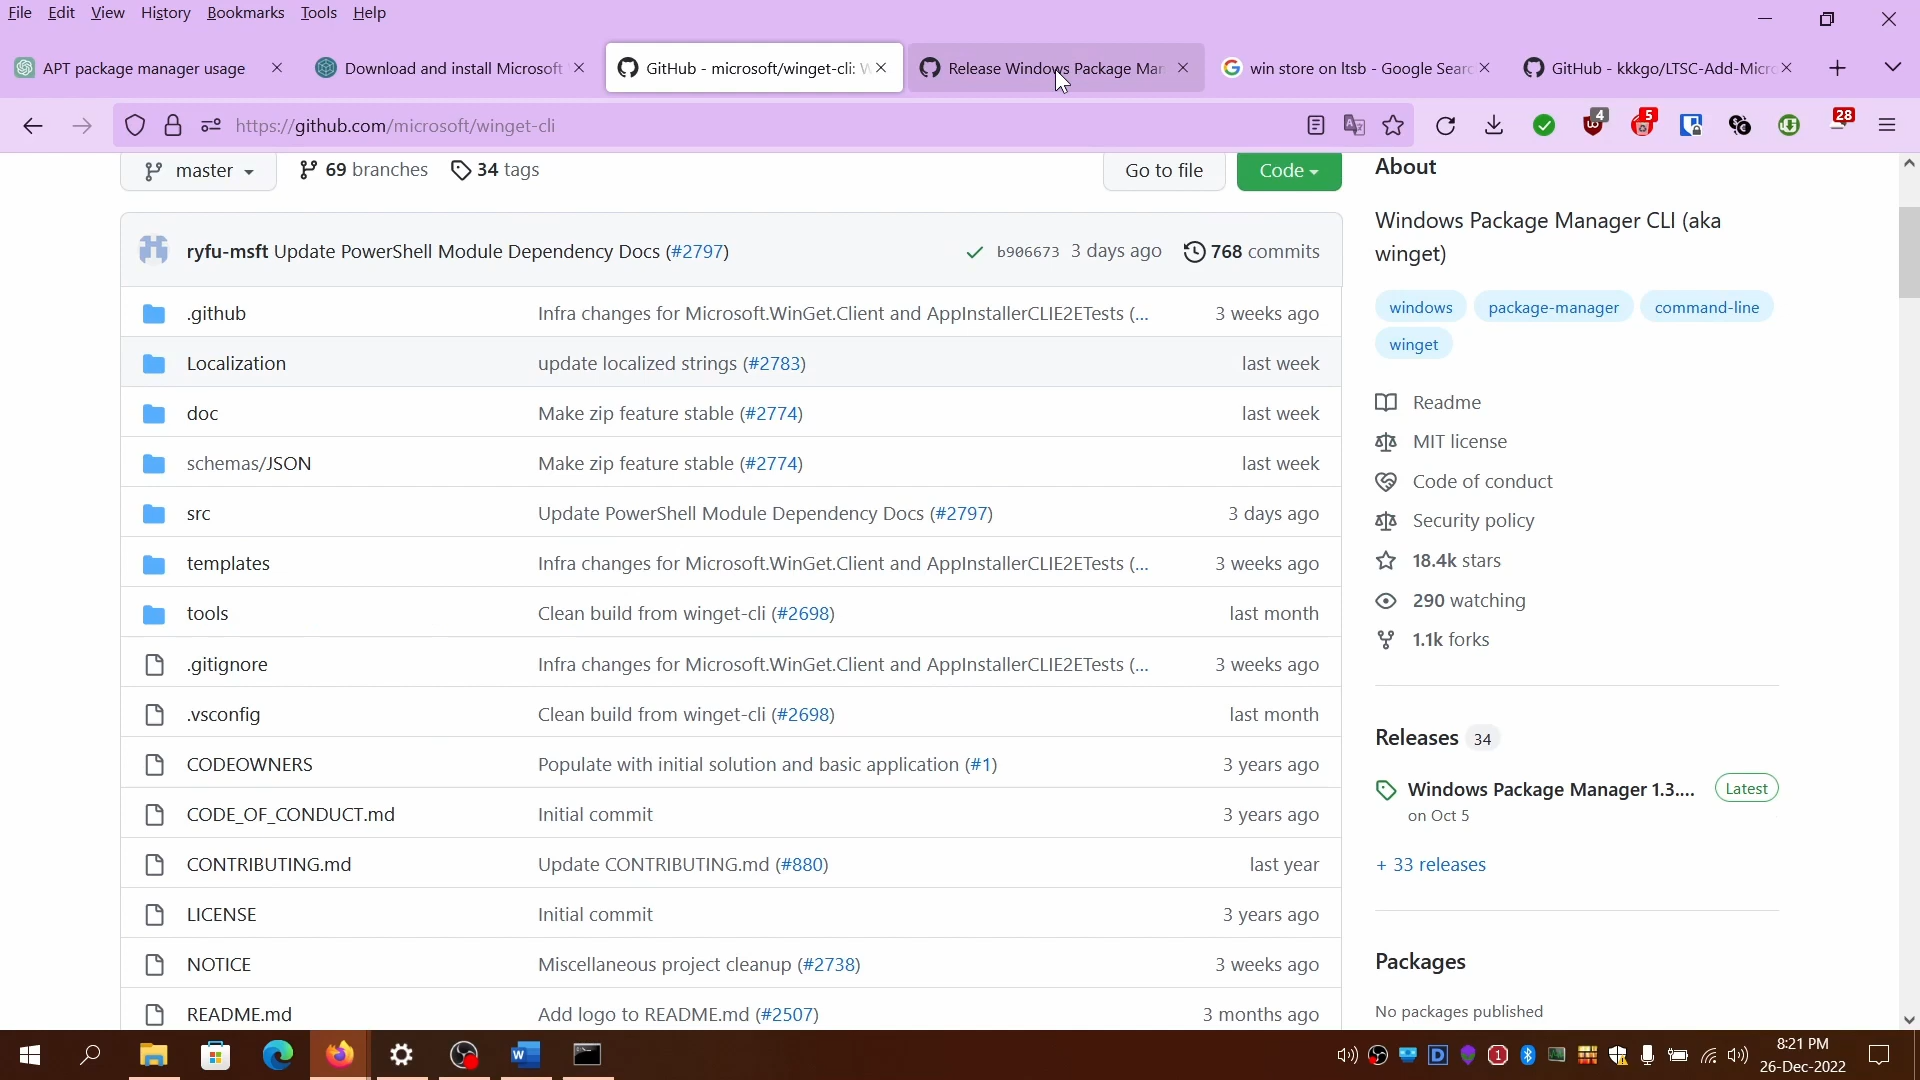 File Edit View History Bookmarks Tools Help
APT package manager usage
Download and install Microsoft
GitHub - microsoft/winget-cli: W
Release Windows Package Man
win store on ltsb - Google Searc
GitHub - kkkgo/LTSC-Add-Micro
https://github.com/microsoft/winget-cli
4
5
28
master
69 branches
34 tags
Go to file
Code
ryfu-msft Update PowerShell Module Dependency Docs (#2797)
b906673 3 days ago
768 commits
.github Infra changes for Microsoft.WinGet.Client and AppInstallerCLIE2ETests (... 3 weeks ago
Localization update localized strings (#2783) last week
doc Make zip feature stable (#2774) last week
schemas/JSON Make zip feature stable (#2774) last week
src Update PowerShell Module Dependency Docs (#2797) 3 days ago
templates Infra changes for Microsoft.WinGet.Client and AppInstallerCLIE2ETests (... 3 weeks ago
tools Clean build from winget-cli (#2698) last month
.gitignore Infra changes for Microsoft.WinGet.Client and AppInstallerCLIE2ETests (... 3 weeks ago
.vsconfig Clean build from winget-cli (#2698) last month
CODEOWNERS Populate with initial solution and basic application (#1) 3 years ago
CODE_OF_CONDUCT.md Initial commit 3 years ago
CONTRIBUTING.md Update CONTRIBUTING.md (#880) last year
LICENSE Initial commit 3 years ago
NOTICE Miscellaneous project cleanup (#2738) 3 weeks ago
README.md Add logo to README.md (#2507) 3 months ago
About
Windows Package Manager CLI (aka
winget)
windows package-manager command-line
winget
Readme
MIT license
Code of conduct
Security policy
18.4k stars
290 watching
1.1k forks
Releases 34
Windows Package Manager 1.3.... Latest
on Oct 5
+ 33 releases
Packages
No packages published
8:21 PM
26-Dec-2022